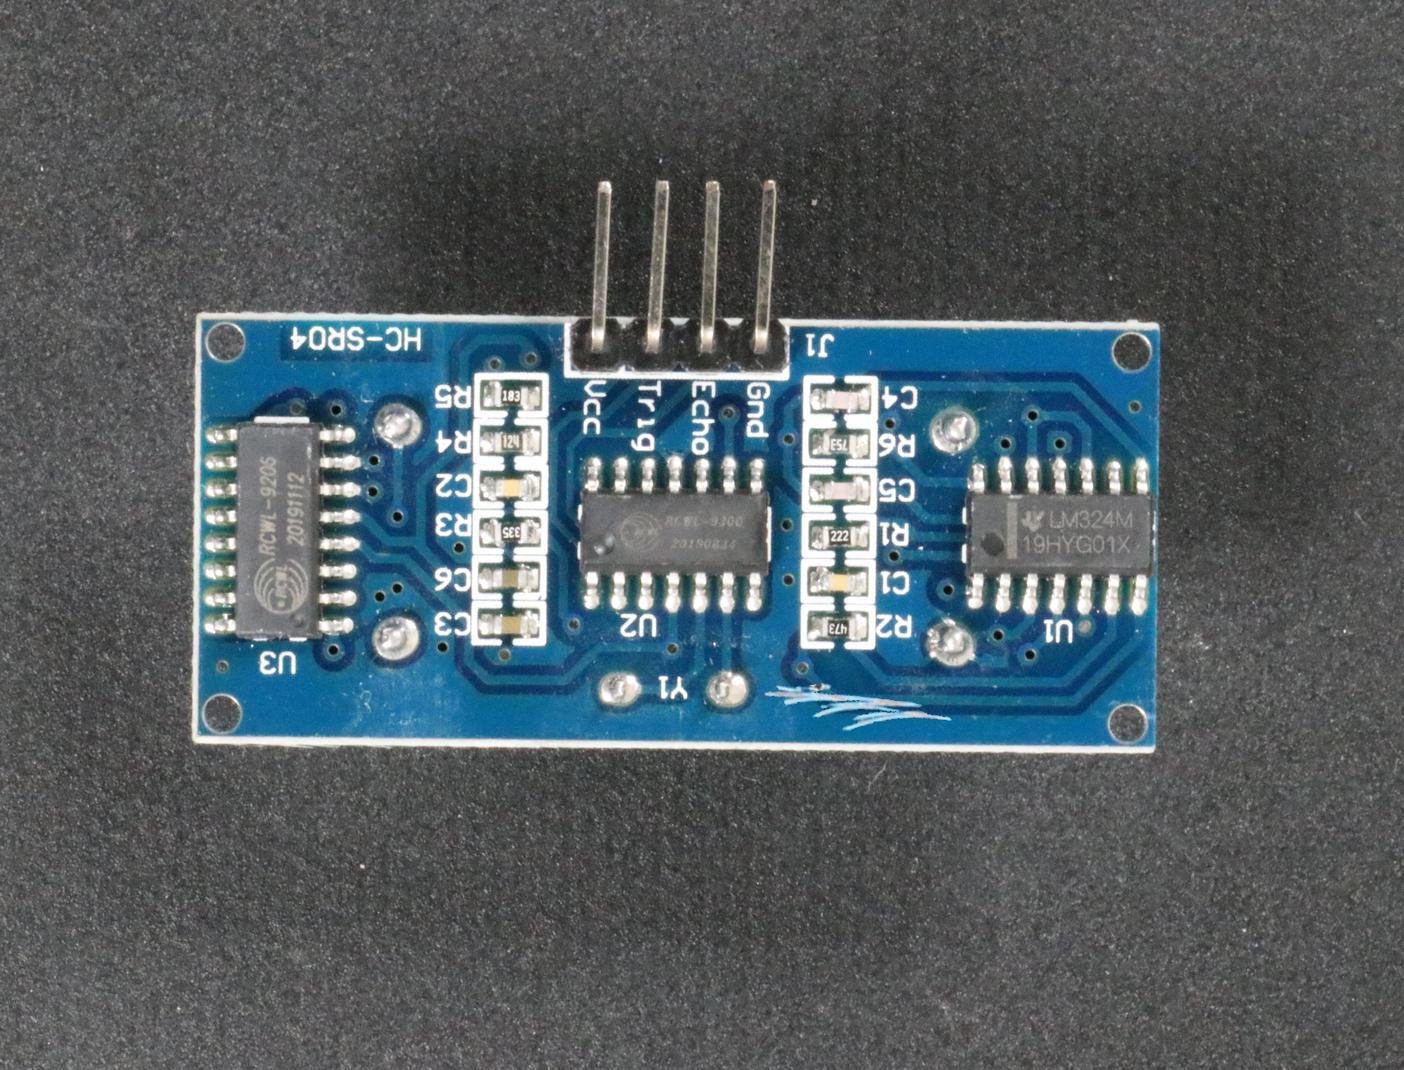 HC-SR04
J1
Vcc
Trig
Echo
Gnd
R5
183
R4
124
C2
R3
335
C6
C3
C4
R6
753
C5
R1
222
C1
R2
473
RCWL-9206
20191112
RCWL
U3
RCWL-9300
U2
LM324M
19HYG01X
U1
Y1